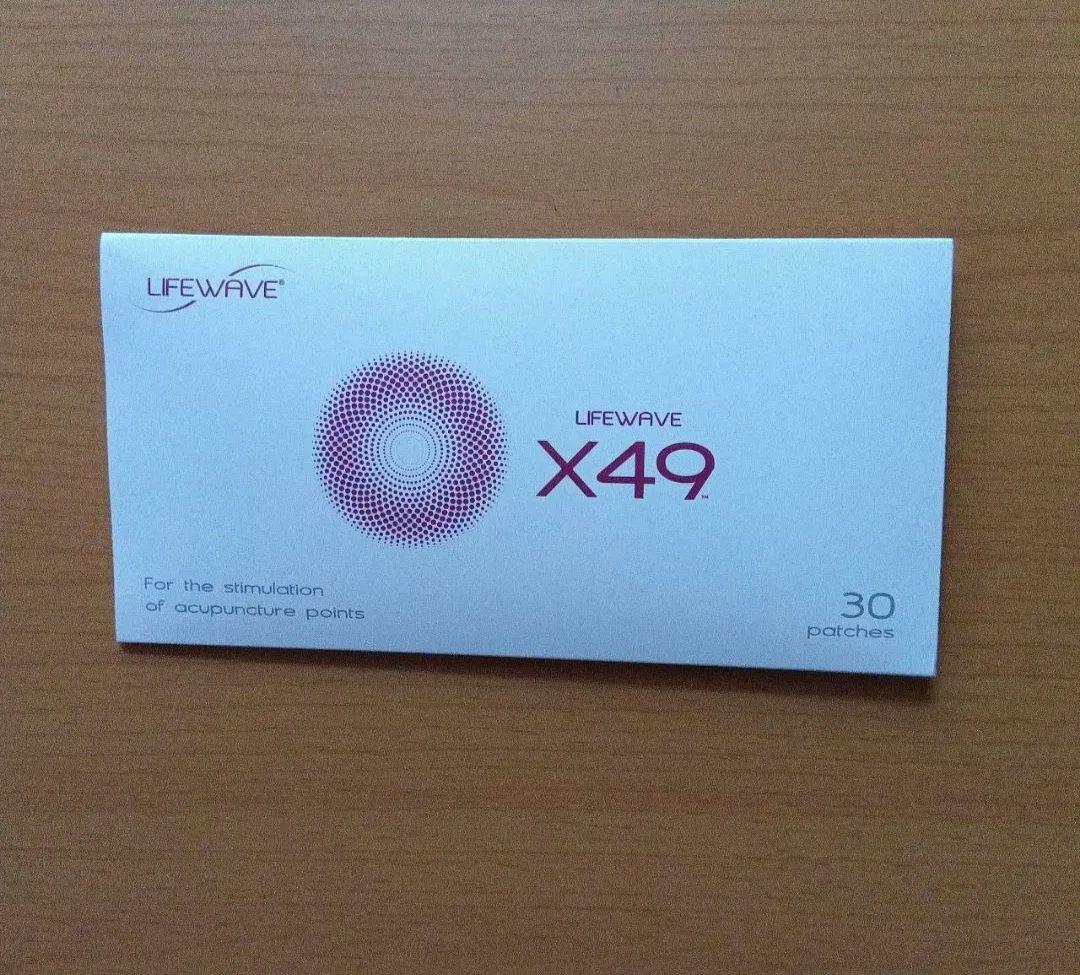 LIFEWAVE®
LIFEWAVE
X49™
For the stimulation
of acupuncture points
30
patches